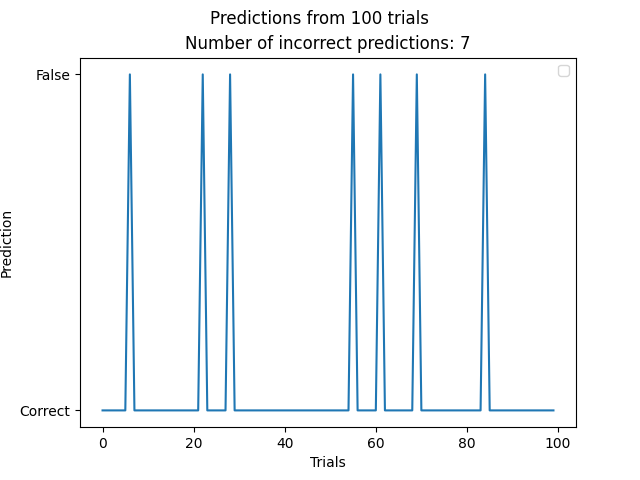 Predictions from 100 trials
Number of incorrect predictions: 7
False
Prediction
Correct
0 20 40 60 80 100
Trials